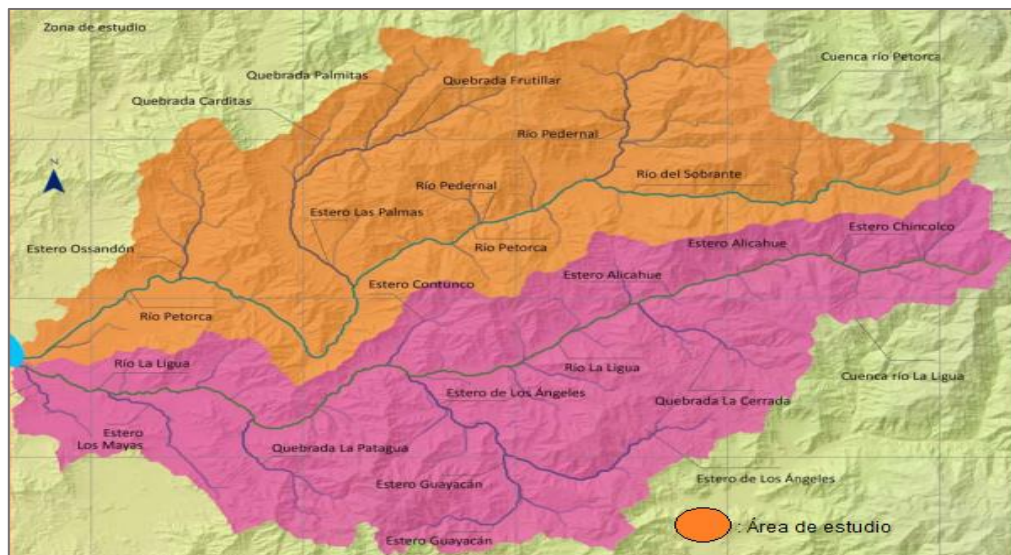 Zona de estudio
Cuenca río Petorca
Quebrada Palmitas
Quebrada Frutillar
Quebrada Carditas
Río Pedernal
Río del Sobrante
Río Pedernal
Estero Las Palmas
Estero Chincolco
Estero Ossandón
Río Petorca
Estero Alicahue
Estero Alicahue
Estero Contunco
Río Petorca
Río La Ligua
Río La Ligua
Cuenca río La Ligua
Estero de Los Ángeles
Quebrada La Cerrada
Estero
Los Mayas
Quebrada La Patagua
Estero de Los Ángeles
Estero Guayacán
: Área de estudio
Estero Guayacán
N